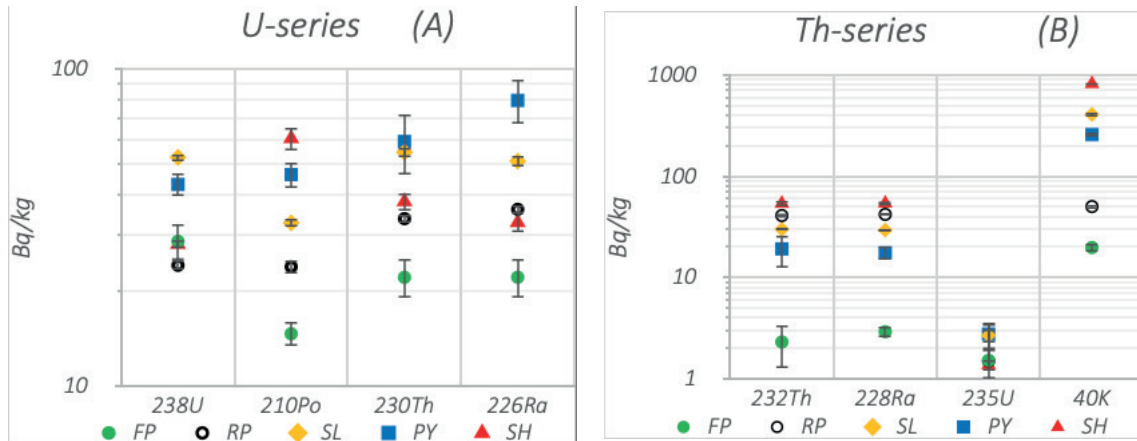 U-series (A)
100
10
Bq/kg
238U 210Po 230Th 226Ra
FP RP SL PY SH
Th-series (B)
1000
100
10
1
Bq/kg
232Th 228Ra 235U 40K
FP RP SL PY SH